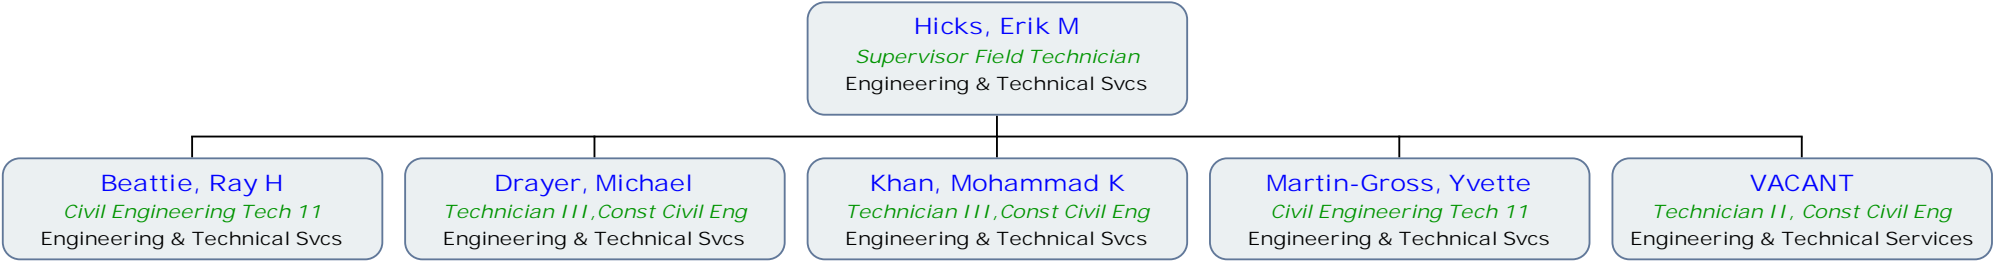 Hicks, Erik M
Supervisor Field Technician
Engineering & Technical Svcs
Beattie, Ray H
Civil Engineering Tech 11
Engineering & Technical Svcs
Drayer, Michael
Technician III,Const Civil Eng
Engineering & Technical Svcs
Khan, Mohammad K
Technician III,Const Civil Eng
Engineering & Technical Svcs
Martin-Gross, Yvette
Civil Engineering Tech 11
Engineering & Technical Svcs
VACANT
Technician II, Const Civil Eng
Engineering & Technical Services